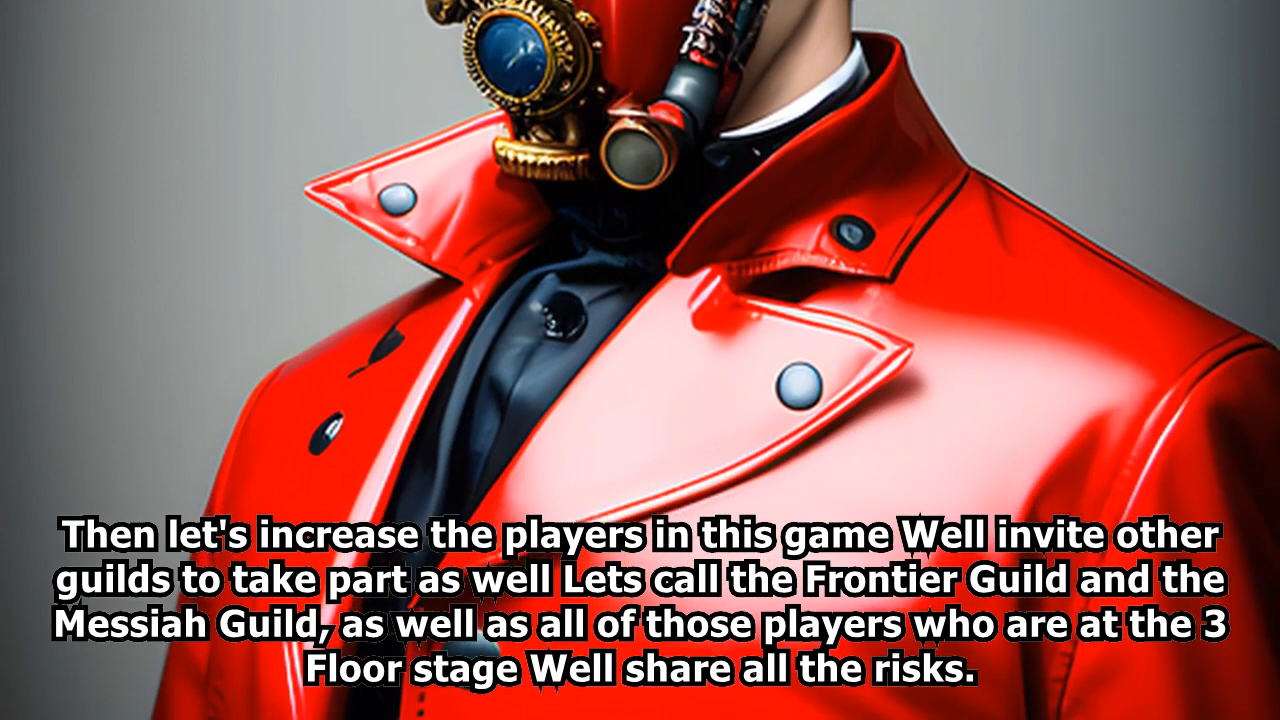 Then let's increase the players in this game Well invite other
guilds to take part as well Lets call the Frontier Guild and the
Messiah Guild, as well as all of those players who are at the 3
Floor stage Well share all the risks.